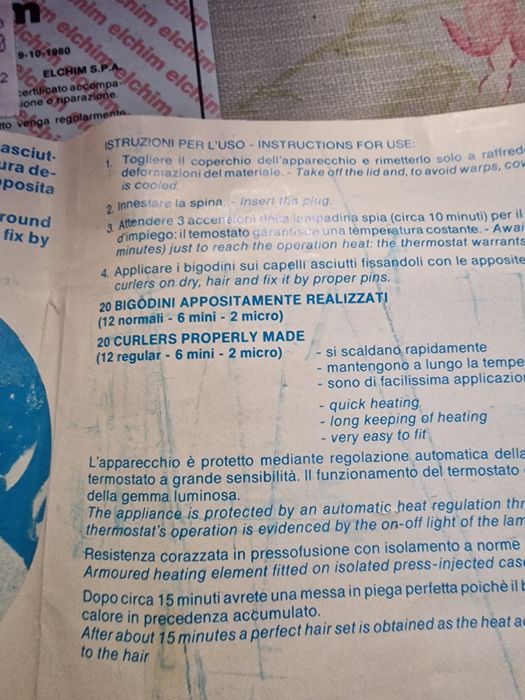 9-10-1980
ELCHIM S.P.A.
certificato accompa-
ione o riparazione.
to venga regolarmente
elchim elchim elchim
asciut-
ura de-
posita
round
fix by
ISTRUZIONI PER L'USO - INSTRUCTIONS FOR USE:
1. Togliere il coperchio dell'apparecchio e rimetterlo solo a raffred
deformazioni del materiale. - Take off the lid and, to avoid warps, cov
is cooled.
2. Innestare la spina. - Insert the plug.
3. Attendere 3 accensioni della lampadina spia (circa 10 minuti) per il
d'impiego: il temostato garantisce una temperatura costante. - Awai
minutes) just to reach the operation heat: the thermostat warrants
4. Applicare i bigodini sui capelli asciutti fissandoli con le apposite
curlers on dry, hair and fix it by proper pins.
20 BIGODINI APPOSITAMENTE REALIZZATI
(12 normali - 6 mini - 2 micro)
20 CURLERS PROPERLY MADE
(12 regular - 6 mini - 2 micro)
- si scaldano rapidamente
- mantengono a lungo la tempe
- sono di facilissima applicazio
- quick heating
- long keeping of heating
- very easy to fit
L'apparecchio è protetto mediante regolazione automatica della
termostato a grande sensibilità. Il funzionamento del termostato
della gemma luminosa.
The appliance is protected by an automatic heat regulation thr
thermostat's operation is evidenced by the on-off light of the lam
Resistenza corazzata in pressofusione con isolamento a norme
Armoured heating element fitted on isolated press-injected cas
Dopo circa 15 minuti avrete una messa in piega perfetta poichè il b
calore in precedenza accumulato.
After about 15 minutes a perfect hair set is obtained as the heat a
to the hair